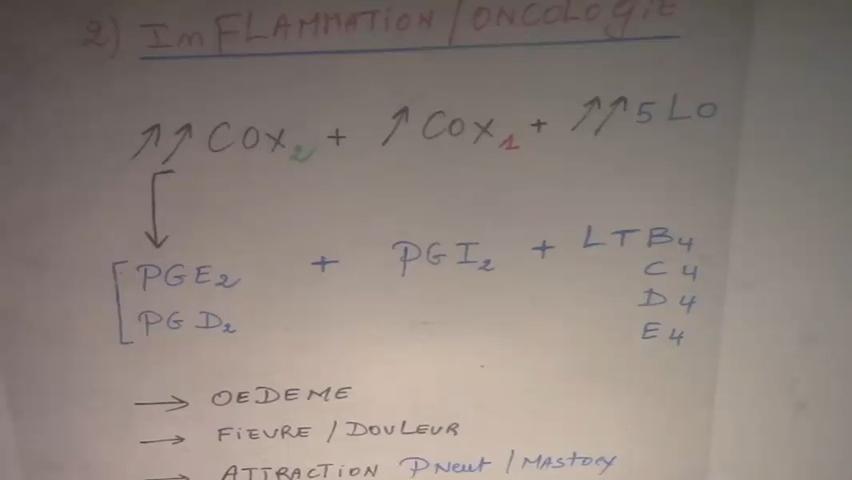 2) ImFLAMMATION / ONCOLOGIE
↑↑ COX2 + ↑ COX1 + ↑↑ 5 LO
PGE2 + PGI2 + LTB4
C4
PGD2 D4
E4
→ OEDEME
→ FIEVRE / DOULEUR
→ ATTRACTION PNeut / MASTOCY